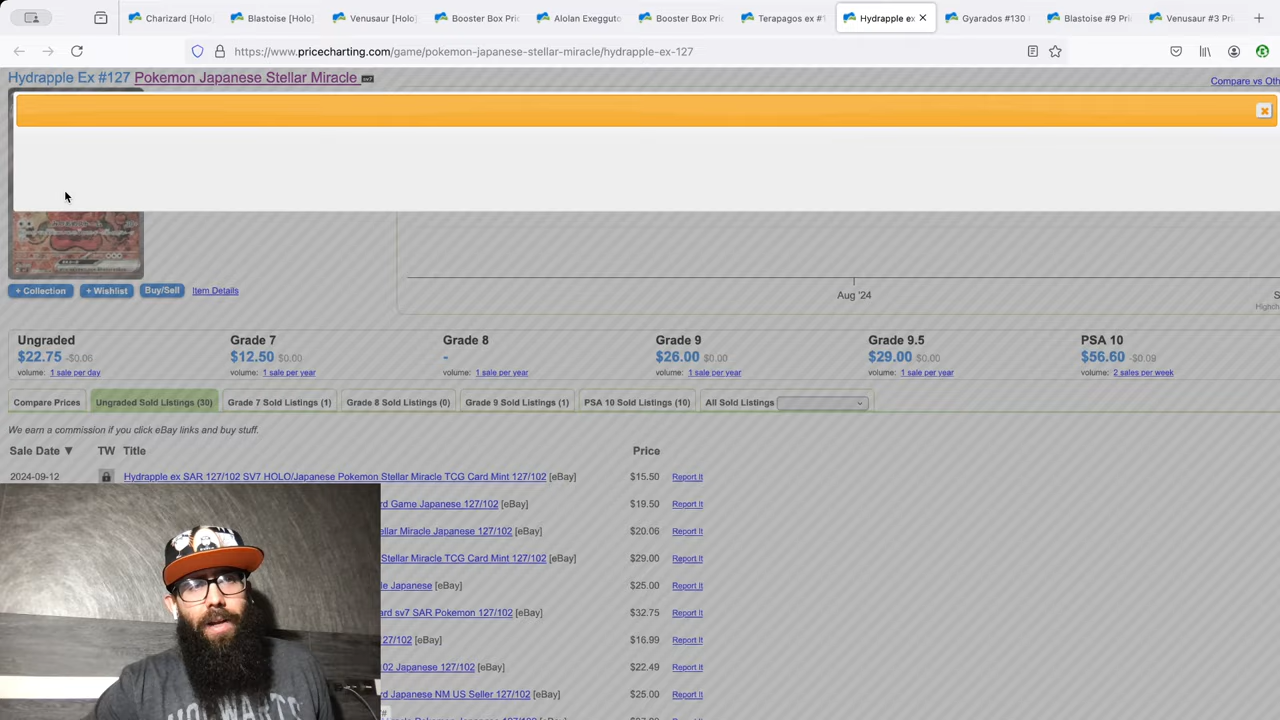 Charizard [Holo]
Blastoise [Holo]
Venusaur [Holo]
Booster Box Pric
Alolan Exeggutor
Booster Box Pric
Terapagos ex #1
Hydrapple ex
Gyarados #130
Blastoise #9 Pri
Venusaur #3 Pri
https://www.pricecharting.com/game/pokemon-japanese-stellar-miracle/hydrapple-ex-127
Hydrapple Ex #127 Pokemon Japanese Stellar Miracle
Compare vs Oth
+ Collection + Wishlist Buy/Sell Item Details
Aug '24
S
Highch
Ungraded Grade 7 Grade 8 Grade 9 Grade 9.5 PSA 10
$22.75 -$0.06 $12.50 $0.00 - $26.00 $0.00 $29.00 $0.00 $56.60 -$0.09
volume: 1 sale per day volume: 1 sale per year volume: 1 sale per year volume: 1 sale per year volume: 1 sale per year volume: 2 sales per week
Compare Prices Ungraded Sold Listings (30) Grade 7 Sold Listings (1) Grade 8 Sold Listings (0) Grade 9 Sold Listings (1) PSA 10 Sold Listings (10) All Sold Listings
We earn a commission if you click eBay links and buy stuff.
Sale Date ▼ TW Title Price
2024-09-12 Hydrapple ex SAR 127/102 SV7 HOLO/Japanese Pokemon Stellar Miracle TCG Card Mint 127/102 [eBay] $15.50 Report It
rd Game Japanese 127/102 [eBay] $19.50 Report It
ellar Miracle Japanese 127/102 [eBay] $20.06 Report It
Stellar Miracle TCG Card Mint 127/102 [eBay] $29.00 Report It
le Japanese [eBay] $25.00 Report It
ard sv7 SAR Pokemon 127/102 [eBay] $32.75 Report It
27/102 [eBay] $16.99 Report It
02 Japanese 127/102 [eBay] $22.49 Report It
d Japanese NM US Seller 127/102 [eBay] $25.00 Report It
HOGWARTS